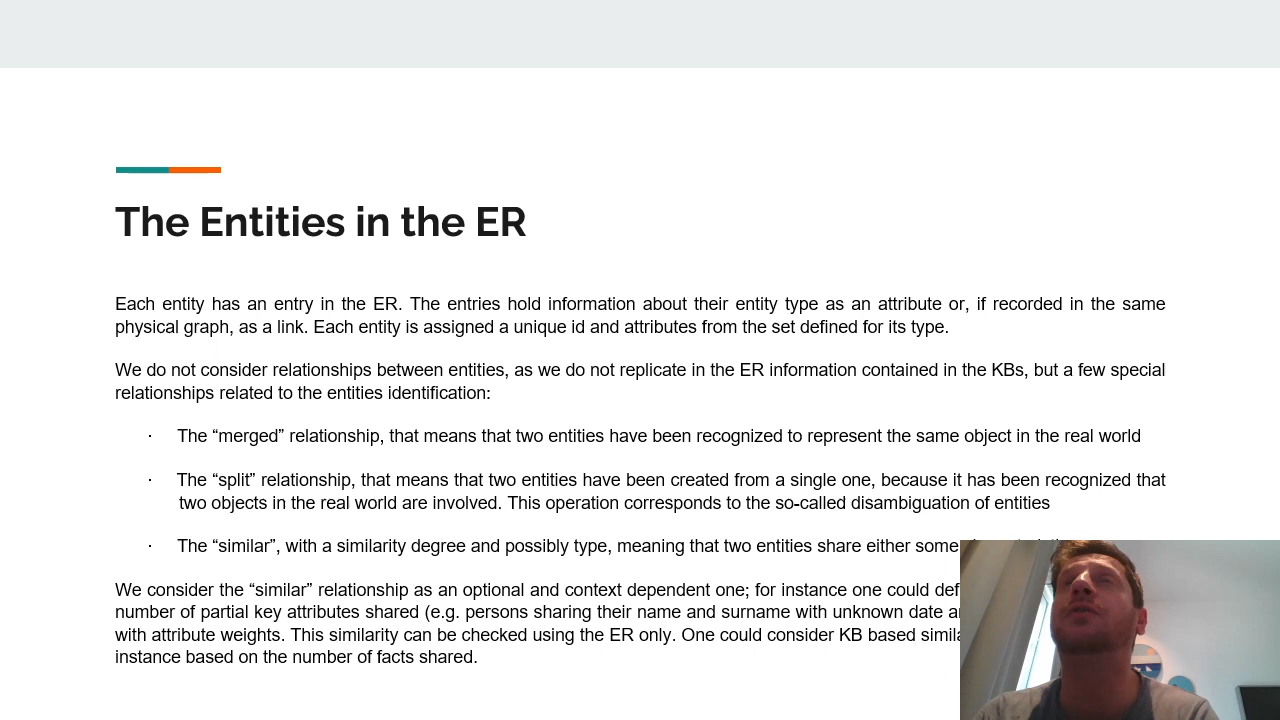 The Entities in the ER
Each entity has an entry in the ER. The entries hold information about their entity type as an attribute or, if recorded in the same
physical graph, as a link. Each entity is assigned a unique id and attributes from the set defined for its type.
We do not consider relationships between entities, as we do not replicate in the ER information contained in the KBs, but a few special
relationships related to the entities identification:
· The “merged” relationship, that means that two entities have been recognized to represent the same object in the real world
· The “split” relationship, that means that two entities have been created from a single one, because it has been recognized that
two objects in the real world are involved. This operation corresponds to the so-called disambiguation of entities
· The “similar”, with a similarity degree and possibly type, meaning that two entities share either some
We consider the “similar” relationship as an optional and context dependent one; for instance one could
number of partial key attributes shared (e.g. persons sharing their name and surname with unknown date
with attribute weights. This similarity can be checked using the ER only. One could consider KB based
instance based on the number of facts shared.